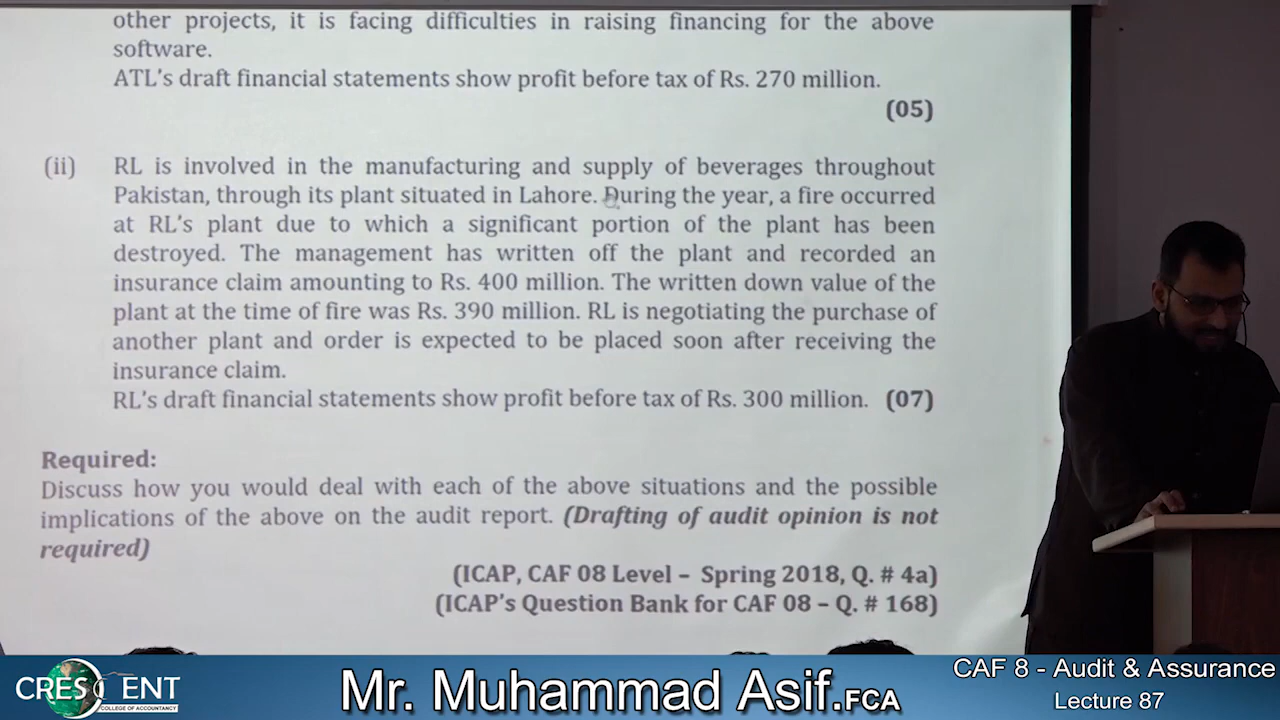 other projects, it is facing difficulties in raising financing for the above
software.
ATL's draft financial statements show profit before tax of Rs. 270 million.
(05)
(ii) RL is involved in the manufacturing and supply of beverages throughout
Pakistan, through its plant situated in Lahore. During the year, a fire occurred
at RL's plant due to which a significant portion of the plant has been
destroyed. The management has written off the plant and recorded an
insurance claim amounting to Rs. 400 million. The written down value of the
plant at the time of fire was Rs. 390 million. RL is negotiating the purchase of
another plant and order is expected to be placed soon after receiving the
insurance claim.
RL's draft financial statements show profit before tax of Rs. 300 million. (07)
Required:
Discuss how you would deal with each of the above situations and the possible
implications of the above on the audit report. (Drafting of audit opinion is not
required)
(ICAP, CAF 08 Level – Spring 2018, Q. # 4a)
(ICAP's Question Bank for CAF 08 – Q. # 168)
CRESCENT
COLLEGE OF ACCOUNTANCY
Mr. Muhammad Asif.FCA
CAF 8 - Audit & Assurance
Lecture 87